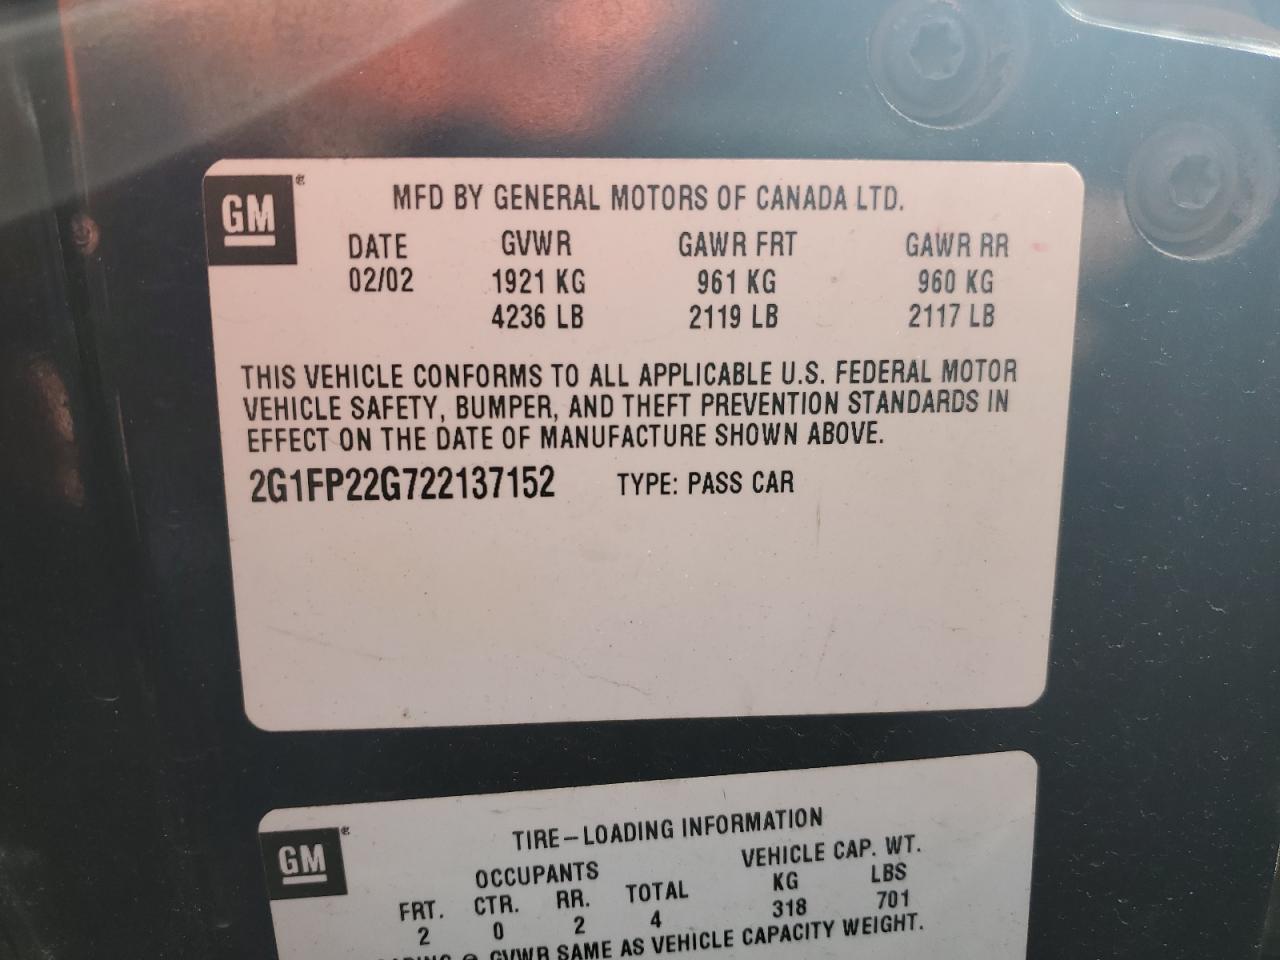 GM®
MFD BY GENERAL MOTORS OF CANADA LTD.
DATE GVWR GAWR FRT GAWR RR
02/02 1921 KG 961 KG 960 KG
4236 LB 2119 LB 2117 LB
THIS VEHICLE CONFORMS TO ALL APPLICABLE U.S. FEDERAL MOTOR
VEHICLE SAFETY, BUMPER, AND THEFT PREVENTION STANDARDS IN
EFFECT ON THE DATE OF MANUFACTURE SHOWN ABOVE.
2G1FP22G722137152 TYPE: PASS CAR
GM®
TIRE-LOADING INFORMATION
OCCUPANTS VEHICLE CAP. WT.
FRT. CTR. RR. TOTAL KG LBS
2 0 2 4 318 701
@ GVWR SAME AS VEHICLE CAPACITY WEIGHT.